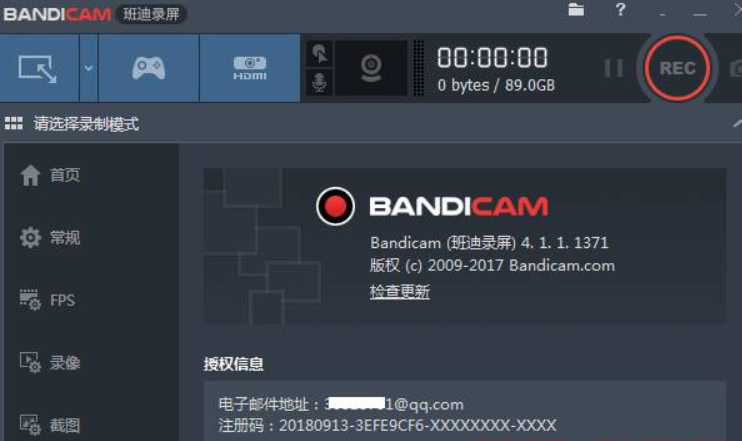 BANDICAM 班迪录屏
?
HDMI
00:00:00
0 bytes / 89.0GB
REC
请选择录制模式
首页
常规
FPS
录像
截图
BANDICAM
Bandicam (班迪录屏) 4. 1. 1. 1371
版权 (c) 2009-2017 Bandicam.com
检查更新
授权信息
电子邮件地址：1@qq.com
注册码：20180913-3EFE9CF6-XXXXXXXX-XXXX